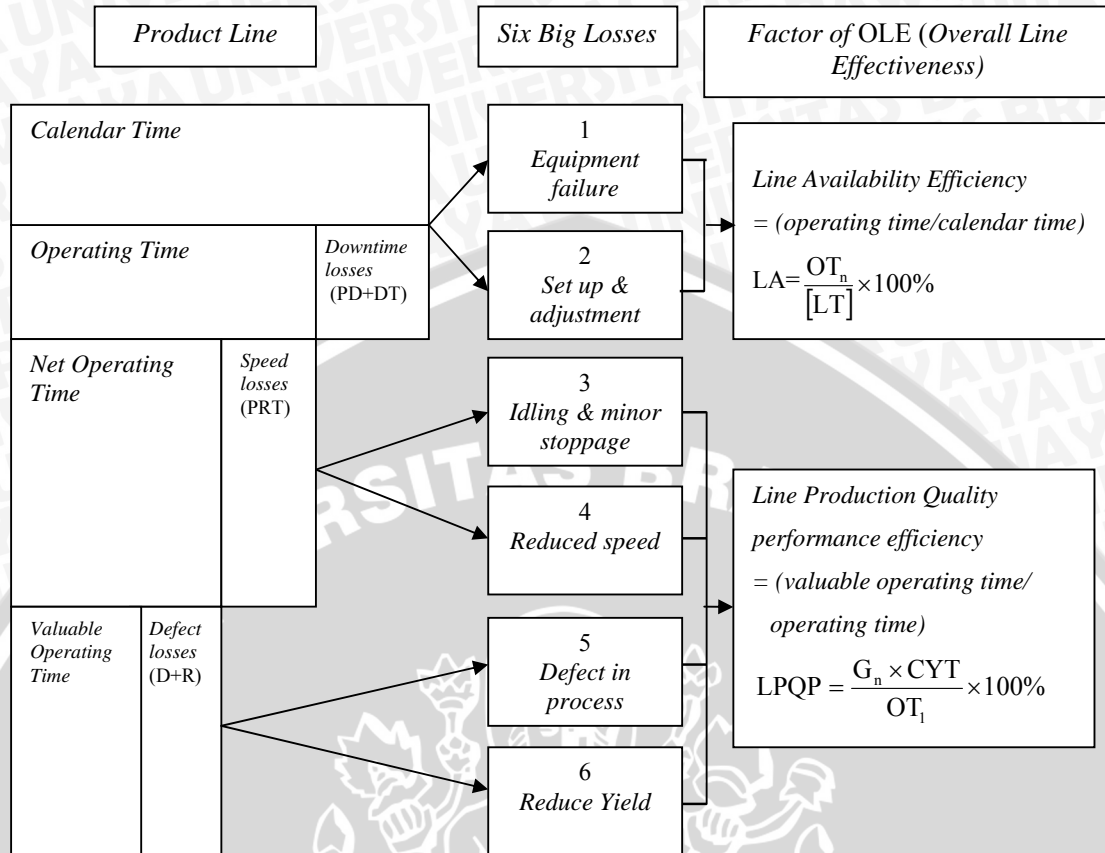 Product Line
Six Big Losses
Factor of OLE (Overall Line
Effectiveness)
Calendar Time
Operating Time
Downtime
losses
(PD+DT)
Net Operating
Time
Speed
losses
(PRT)
Valuable
Operating
Time
Defect
losses
(D+R)
1
Equipment
failure
2
Set up &
adjustment
3
Idling & minor
stoppage
4
Reduced speed
5
Defect in
process
6
Reduce Yield
Line Availability Efficiency
= (operating time/calendar time)
LA= OTₙ / [LT] ×100%
Line Production Quality
performance efficiency
= (valuable operating time/
operating time)
LPQP = Gₙ × CYT / OT₁ ×100%
ERSITAS BRA